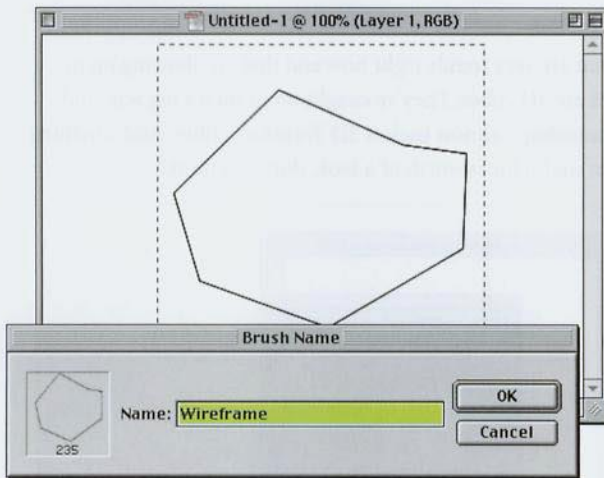 Untitled-1 @ 100% (Layer 1, RGB)
Brush Name
235
Name: Wireframe
OK
Cancel